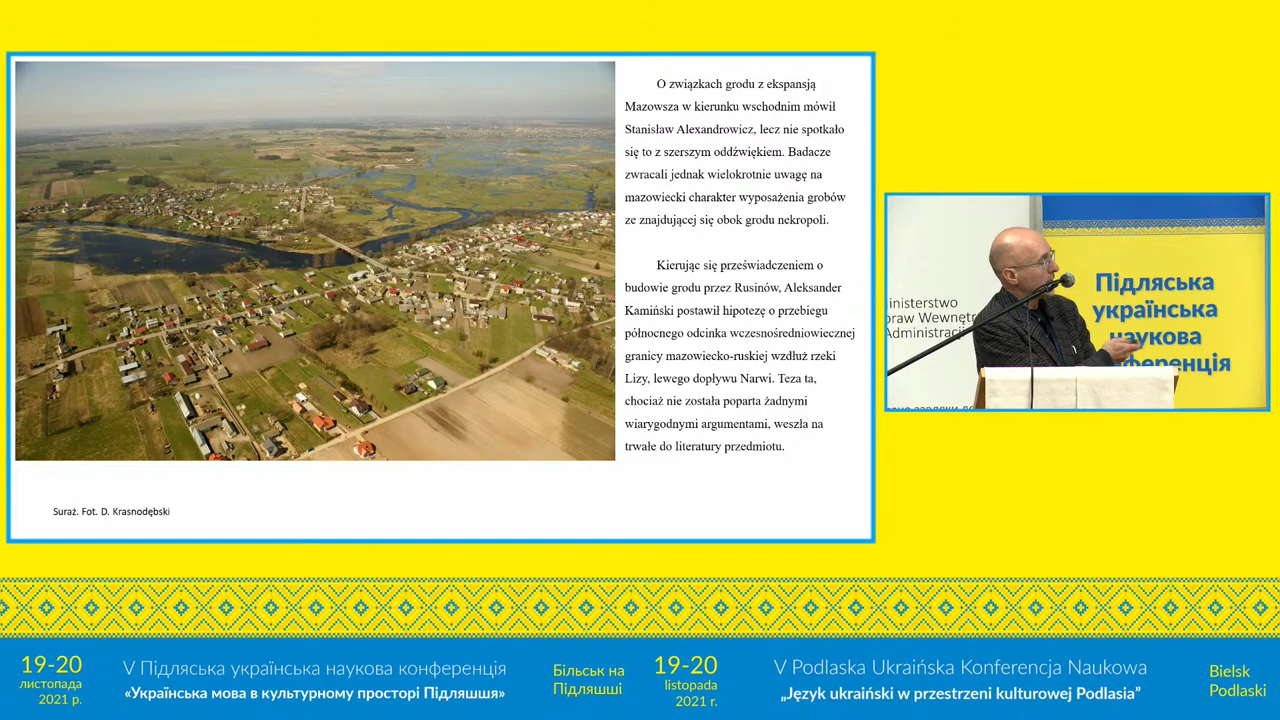 O związkach grodu z ekspansją
Mazowsza w kierunku wschodnim mówił
Stanisław Alexandrowicz, lecz nie spotkało
się to z szerszym oddźwiękiem. Badacze
zwracali jednak wielokrotnie uwagę na
mazowiecki charakter wyposażenia grobów
ze znajdującej się obok grodu nekropoli.
Kierując się przeświadczeniem o
budowie grodu przez Rusinów, Aleksander
Kamiński postawił hipotezę o przebiegu
północnego odcinka wczesnośredniowiecznej
granicy mazowiecko-ruskiej wzdłuż rzeki
Lizy, lewego dopływu Narwi. Teza ta,
chociaż nie została poparta żadnymi
wiarygodnymi argumentami, weszła na
trwałe do literatury przedmiotu.
Suraż. Fot. D. Krasnodębski
inisterstwo
praw Wewnętr
Administracji
Підляська
українська
наукова
конференція
19-20
листопада
2021 р.
V Підляська українська наукова конференція
«Українська мова в культурному просторі Підляшшя»
Більськ на
Підляшші
19-20
listopada
2021 r.
V Podlaska Ukraińska Konferencja Naukowa
„Język ukraiński w przestrzeni kulturowej Podlasia”
Bielsk
Podlaski